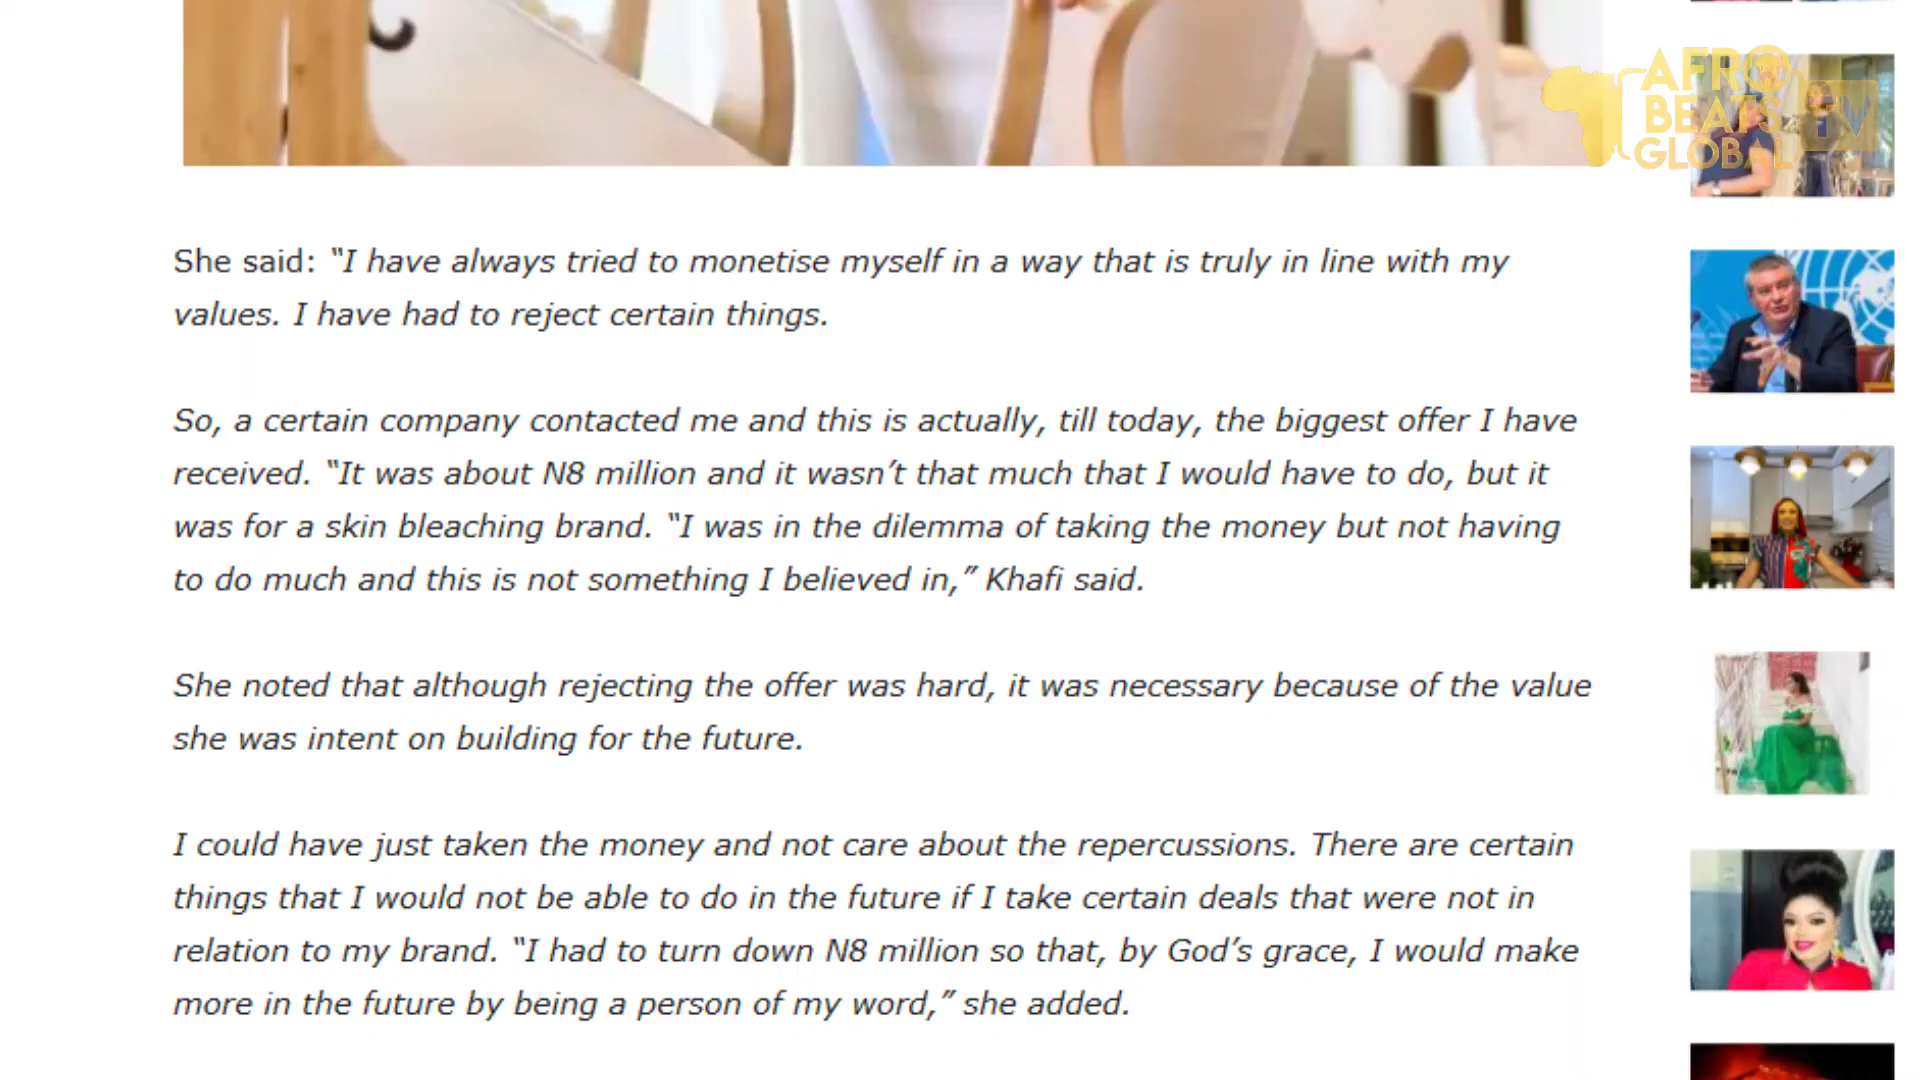 AFRO
BEATS TV
GLOBAL
She said: “I have always tried to monetise myself in a way that is truly in line with my
values. I have had to reject certain things.
So, a certain company contacted me and this is actually, till today, the biggest offer I have
received. “It was about N8 million and it wasn’t that much that I would have to do, but it
was for a skin bleaching brand. “I was in the dilemma of taking the money but not having
to do much and this is not something I believed in,” Khafi said.
She noted that although rejecting the offer was hard, it was necessary because of the value
she was intent on building for the future.
I could have just taken the money and not care about the repercussions. There are certain
things that I would not be able to do in the future if I take certain deals that were not in
relation to my brand. “I had to turn down N8 million so that, by God’s grace, I would make
more in the future by being a person of my word,” she added.